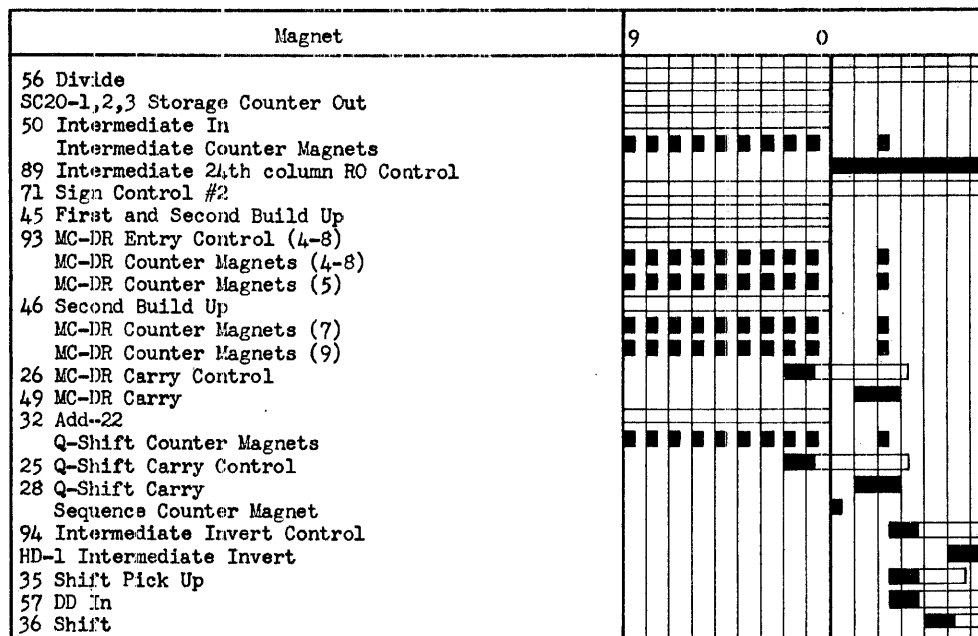 Magnet 9 0
56 Divide
SC20-1,2,3 Storage Counter Out
50 Intermediate In
Intermediate Counter Magnets
89 Intermediate 24th column RO Control
71 Sign Control #2
45 First and Second Build Up
93 MC-DR Entry Control (4-8)
MC-DR Counter Magnets (4-8)
MC-DR Counter Magnets (5)
46 Second Build Up
MC-DR Counter Magnets (7)
MC-DR Counter Magnets (9)
26 MC-DR Carry Control
49 MC-DR Carry
32 Add-22
Q-Shift Counter Magnets
25 Q-Shift Carry Control
28 Q-Shift Carry
Sequence Counter Magnet
94 Intermediate Invert Control
HD-1 Intermediate Invert
35 Shift Pick Up
57 DD In
36 Shift